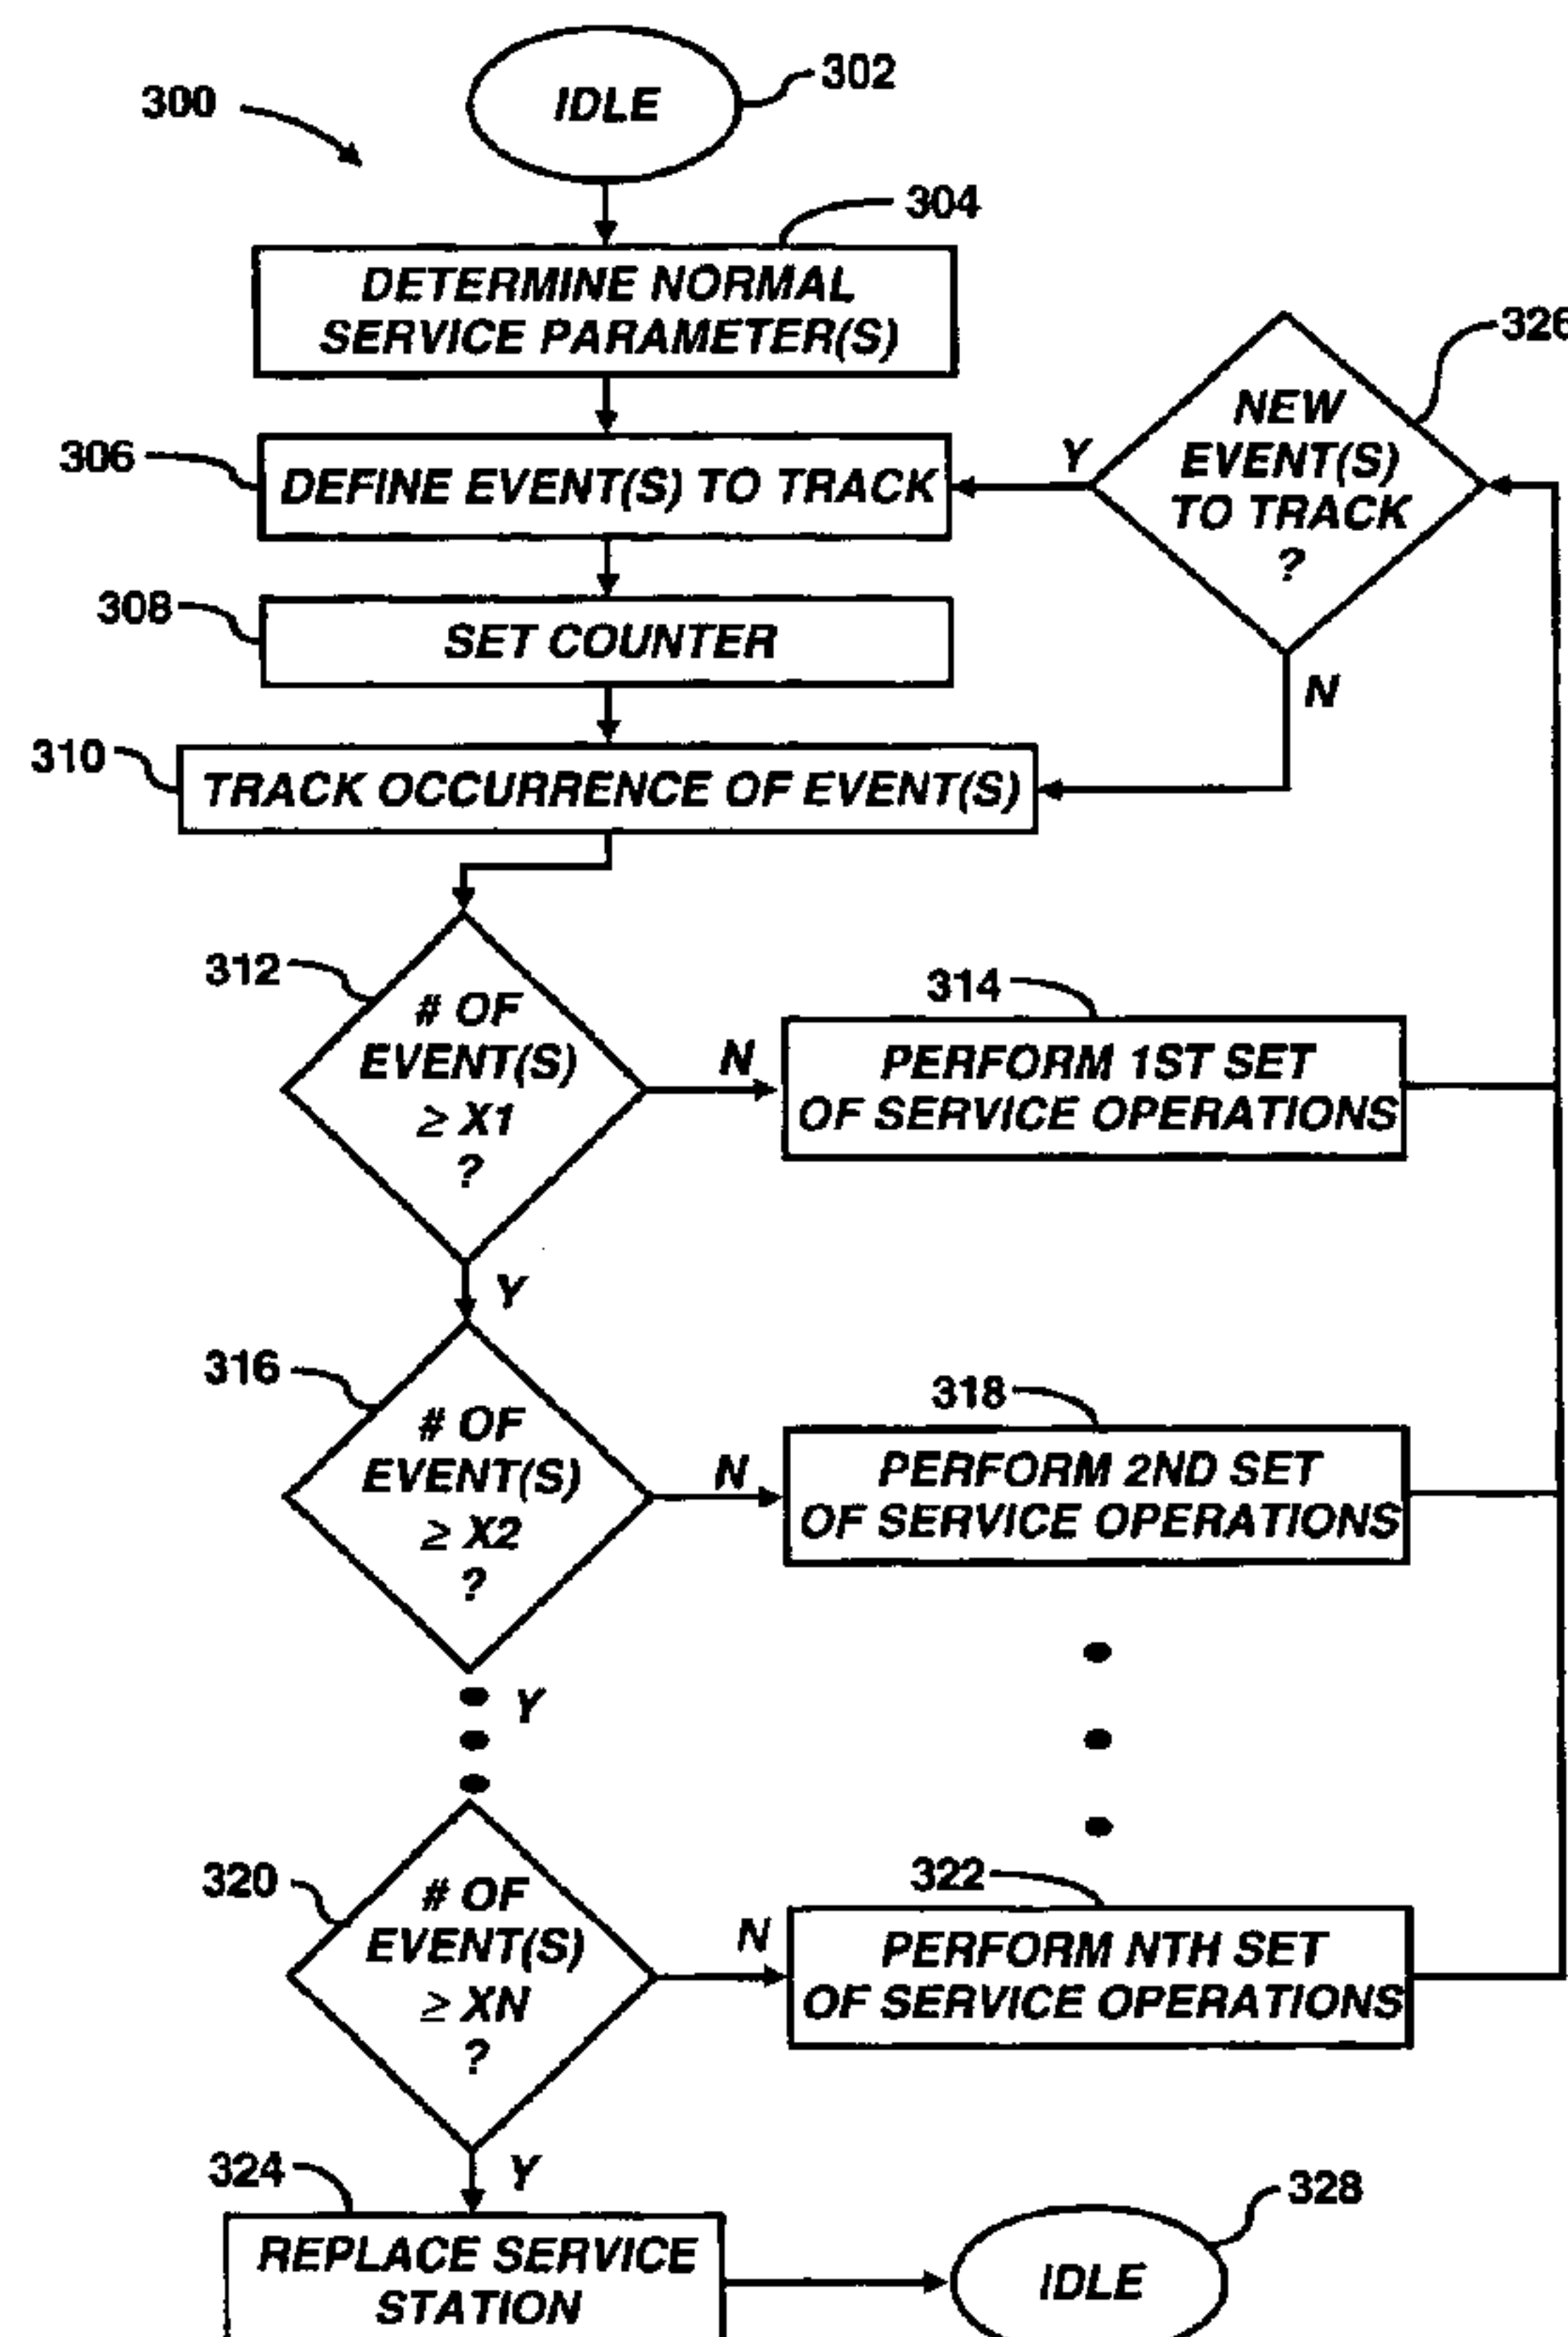 300
IDLE
302
304
DETERMINE NORMAL
SERVICE PARAMETER(S)
326
NEW
EVENT(S)
TO TRACK
?
306
DEFINE EVENT(S) TO TRACK
Y
308
SET COUNTER
N
310
TRACK OCCURRENCE OF EVENT(S)
312
# OF
EVENT(S)
≥ X1
?
N
314
PERFORM 1ST SET
OF SERVICE OPERATIONS
Y
316
# OF
EVENT(S)
≥ X2
?
N
318
PERFORM 2ND SET
OF SERVICE OPERATIONS
Y
320
# OF
EVENT(S)
≥ XN
?
N
322
PERFORM NTH SET
OF SERVICE OPERATIONS
Y
324
REPLACE SERVICE
STATION
328
IDLE